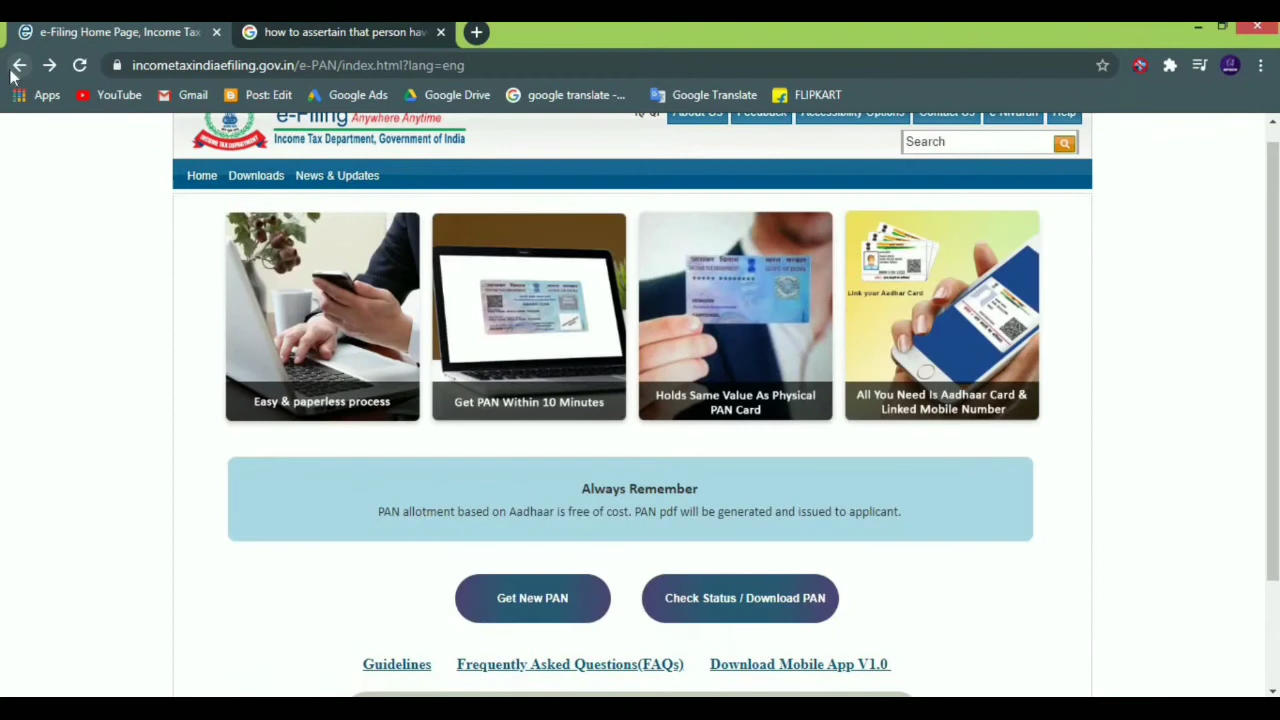 e-Filing Home Page, Income Tax
how to assertain that person hav
incometaxindiaefiling.gov.in/e-PAN/index.html?lang=eng
Apps YouTube Gmail Post: Edit Google Ads Google Drive google translate -... Google Translate FLIPKART
e-Filing Anywhere Anytime
Income Tax Department, Government of India
About Us Feedback Accessibility Options Contact Us e-Nivaran Help
Search
Home Downloads News & Updates
Link your Aadhar Card
Easy & paperless process
Get PAN Within 10 Minutes
Holds Same Value As Physical
PAN Card
All You Need Is Aadhaar Card &
Linked Mobile Number
Always Remember
PAN allotment based on Aadhaar is free of cost. PAN pdf will be generated and issued to applicant.
Get New PAN
Check Status / Download PAN
Guidelines Frequently Asked Questions(FAQs) Download Mobile App V1.0